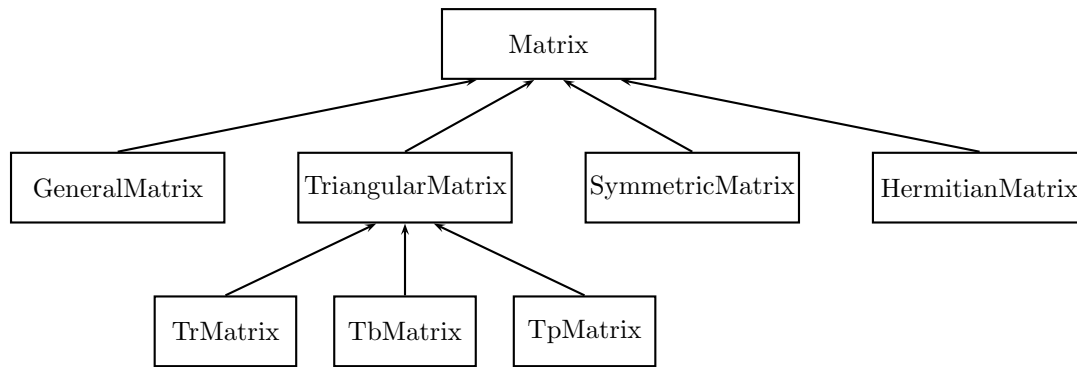 Matrix
GeneralMatrix
TriangularMatrix
SymmetricMatrix
HermitianMatrix
TrMatrix
TbMatrix
TpMatrix